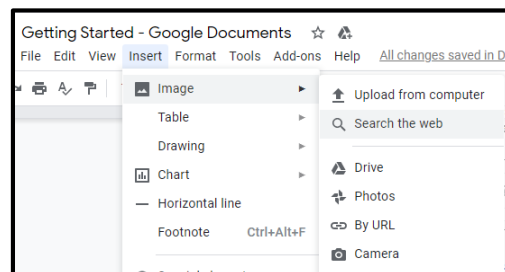 Getting Started - Google Documents
File Edit View Insert Format Tools Add-ons Help All changes saved in D
Image
Upload from computer
Table
Search the web
Drawing
Drive
Chart
Photos
Horizontal line
By URL
Footnote Ctrl+Alt+F
Camera